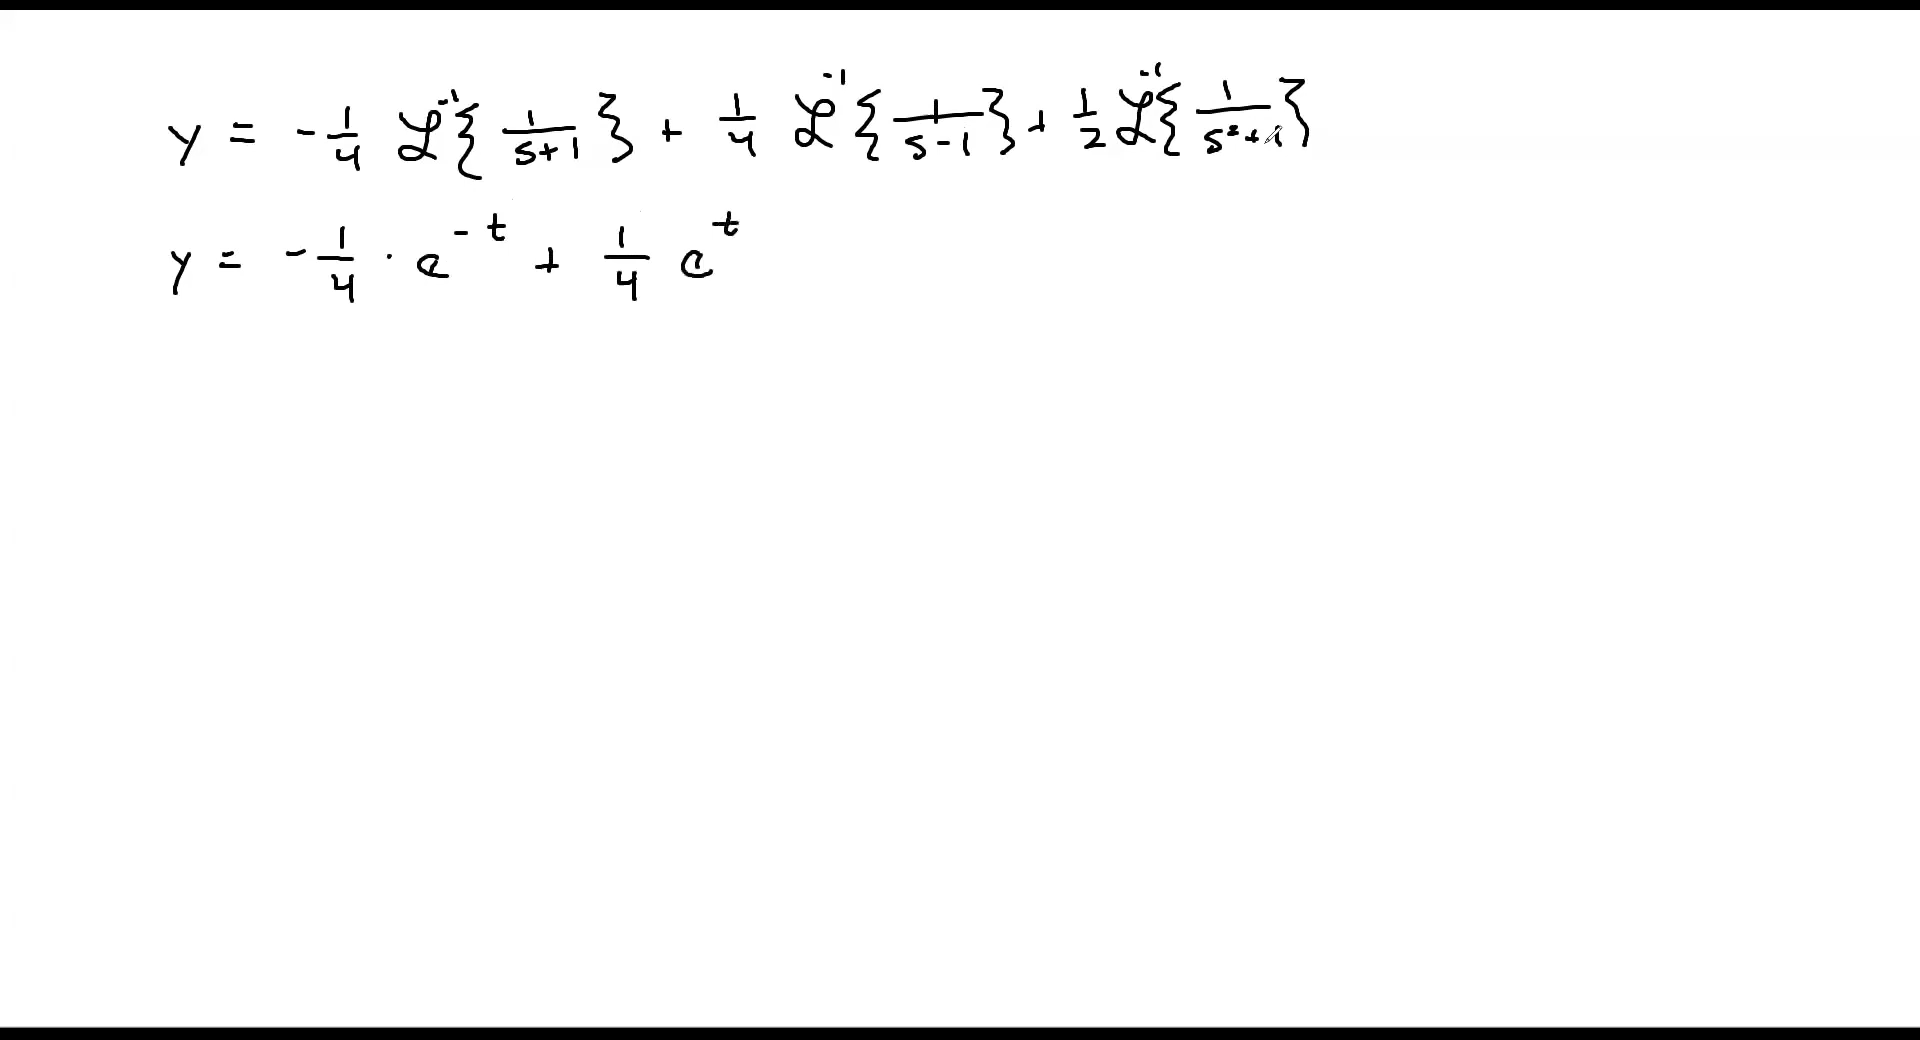 y = -1/4 ℒ⁻¹{1/(s+1)} + 1/4 ℒ⁻¹{1/(s-1)} + 1/2 ℒ⁻¹{1/(s²+1)}
y = -1/4 · e^(-t) + 1/4 e^t